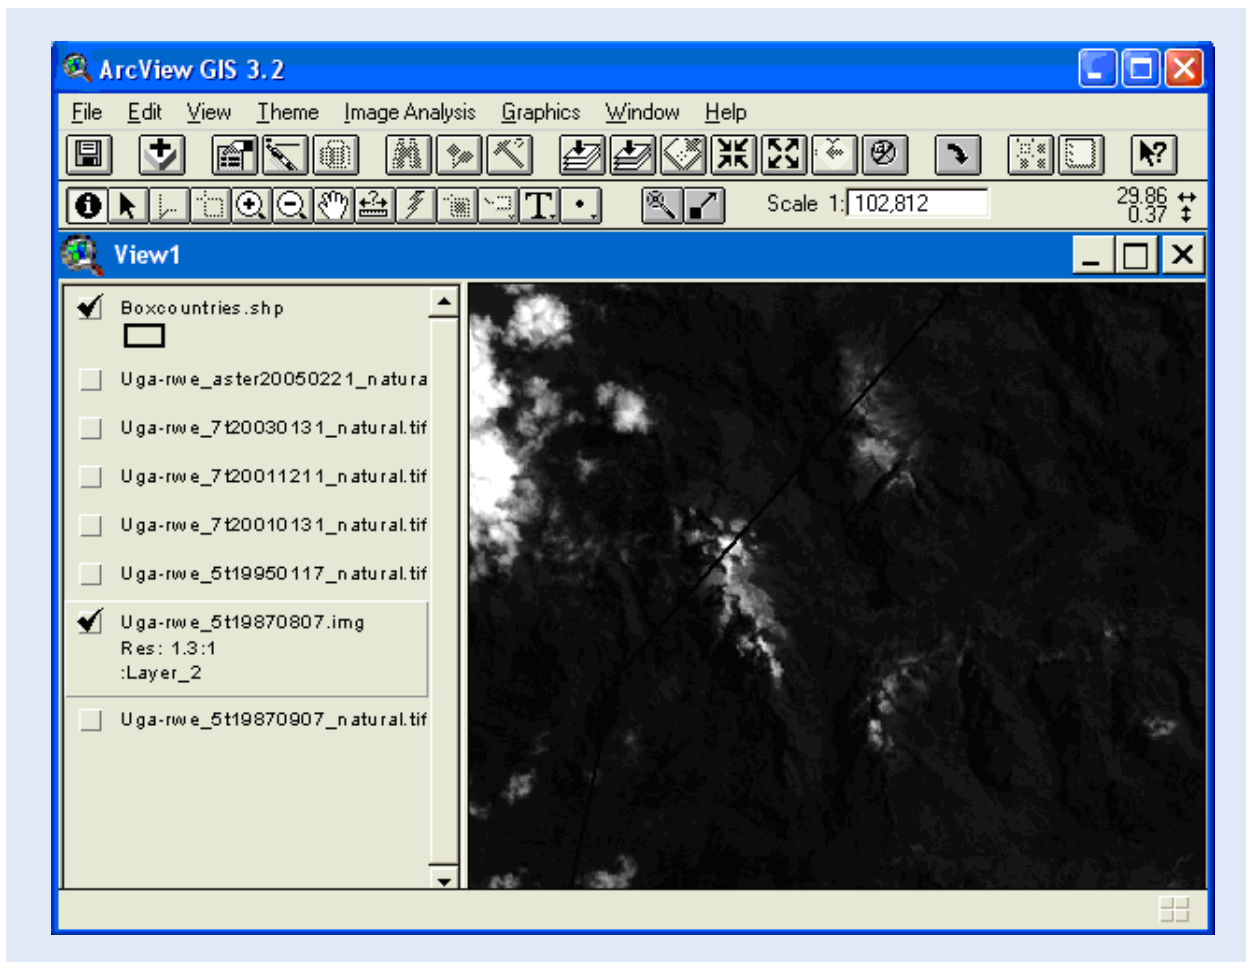 ArcView GIS 3.2
File Edit View Theme Image Analysis Graphics Window Help
Scale 1: 102,812
29.86
0.37
View1
Boxcountries.shp
Uga-rwe_aster20050221_natura
Uga-rwe_7t20030131_natural.tif
Uga-rwe_7t20011211_natural.tif
Uga-rwe_7t20010131_natural.tif
Uga-rwe_5t19950117_natural.tif
Uga-rwe_5t19870807.img
Res: 1.3:1
:Layer_2
Uga-rwe_5t19870907_natural.tif